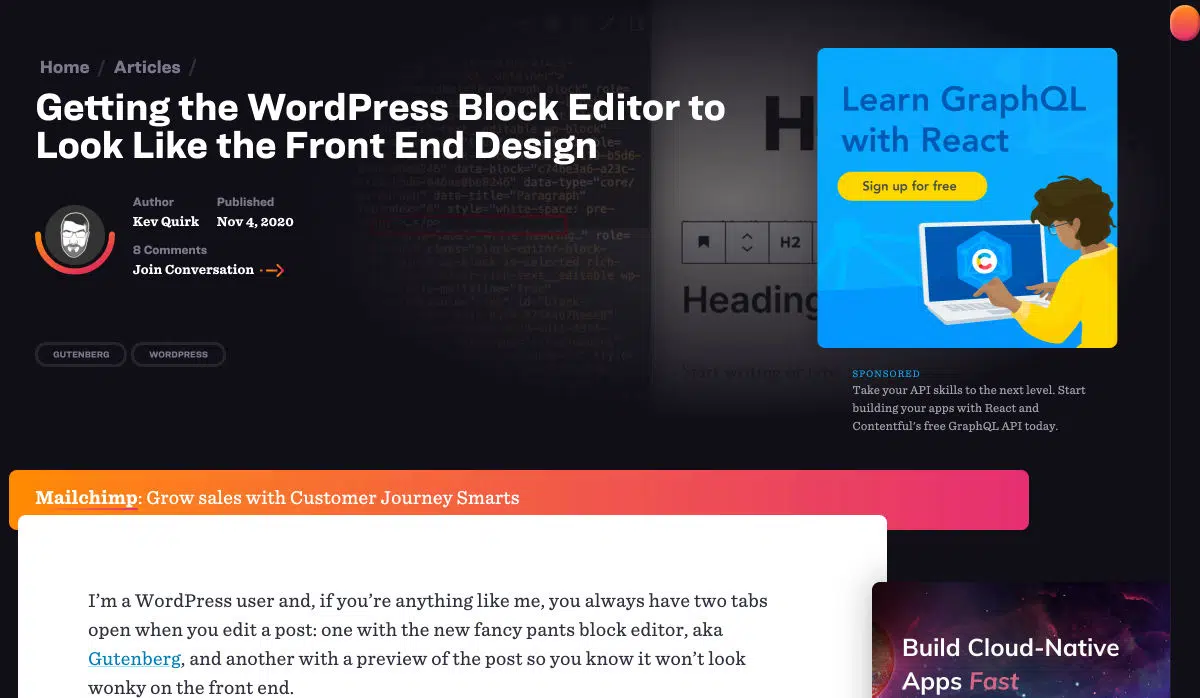 Home / Articles /
Getting the WordPress Block Editor to
Look Like the Front End Design
Author
Kev Quirk
Published
Nov 4, 2020
8 Comments
Join Conversation
GUTENBERG
WORDPRESS
H2
Heading
Learn GraphQL
with React
Sign up for free
SPONSORED
Take your API skills to the next level. Start
building your apps with React and
Contentful's free GraphQL API today.
Mailchimp: Grow sales with Customer Journey Smarts
I’m a WordPress user and, if you’re anything like me, you always have two tabs
open when you edit a post: one with the new fancy pants block editor, aka
Gutenberg, and another with a preview of the post so you know it won’t look
wonky on the front end.
Build Cloud-Native
Apps Fast